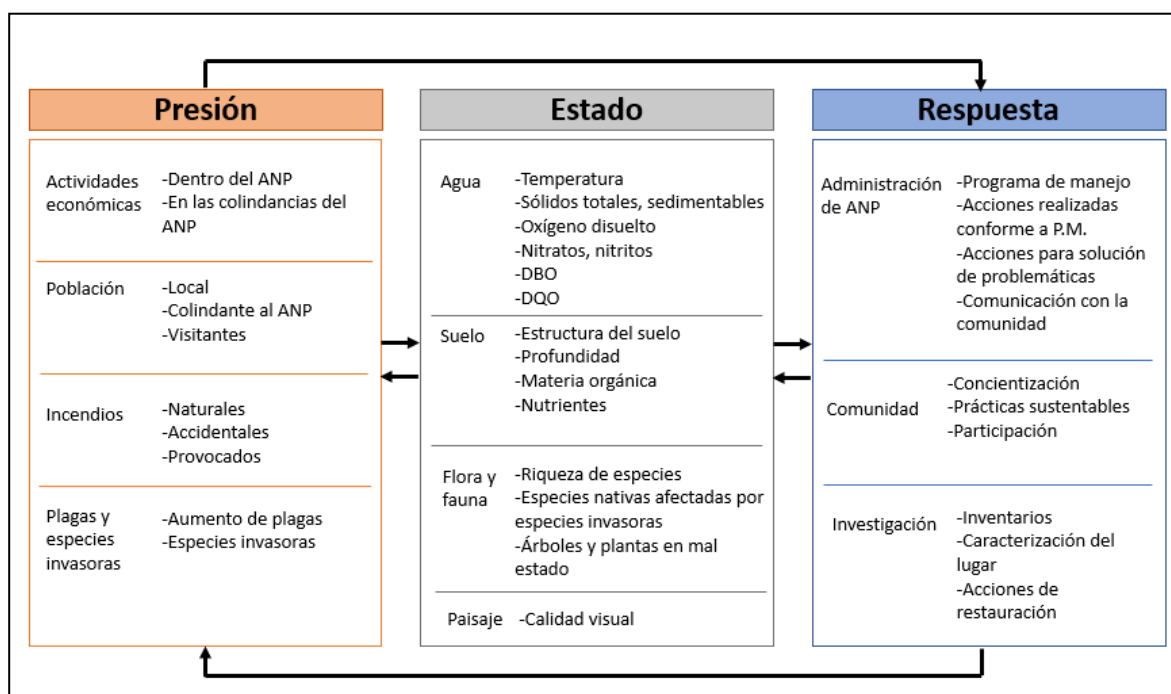 Presión
Actividades
económicas
-Dentro del ANP
-En las colindancias del
ANP
Población
-Local
-Colindante al ANP
-Visitantes
Incendios
-Naturales
-Accidentales
-Provocados
Plagas y
especies
invasoras
-Aumento de plagas
-Especies invasoras
Estado
Agua
-Temperatura
-Sólidos totales, sedimentables
-Oxígeno disuelto
-Nitratos, nitritos
-DBO
-DQO
Suelo
-Estructura del suelo
-Profundidad
-Materia orgánica
-Nutrientes
Flora y
fauna
-Riqueza de especies
-Especies nativas afectadas por
especies invasoras
-Árboles y plantas en mal
estado
Paisaje
-Calidad visual
Respuesta
Administración
de ANP
-Programa de manejo
-Acciones realizadas
conforme a P.M.
-Acciones para solución
de problemáticas
-Comunicación con la
comunidad
Comunidad
-Concientización
-Prácticas sustentables
-Participación
Investigación
-Inventarios
-Caracterización del
lugar
-Acciones de
restauración